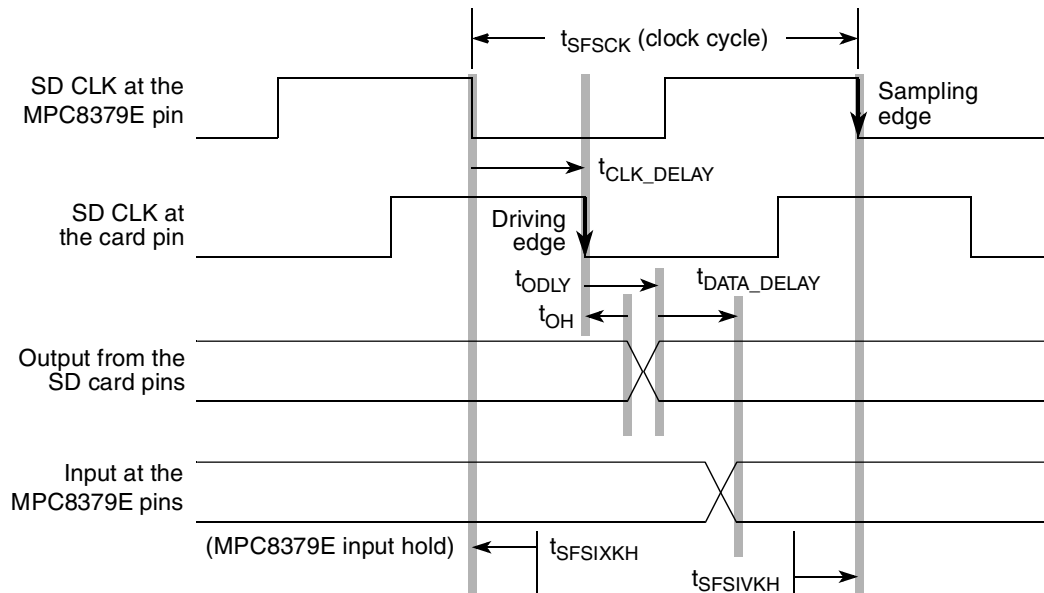 tSFSCK (clock cycle)
SD CLK at the
MPC8379E pin
Sampling
edge
tCLK_DELAY
SD CLK at
the card pin
Driving
edge
tODLY
tDATA_DELAY
tOH
Output from the
SD card pins
Input at the
MPC8379E pins
(MPC8379E input hold)
tSFSIXKH
tSFSIVKH